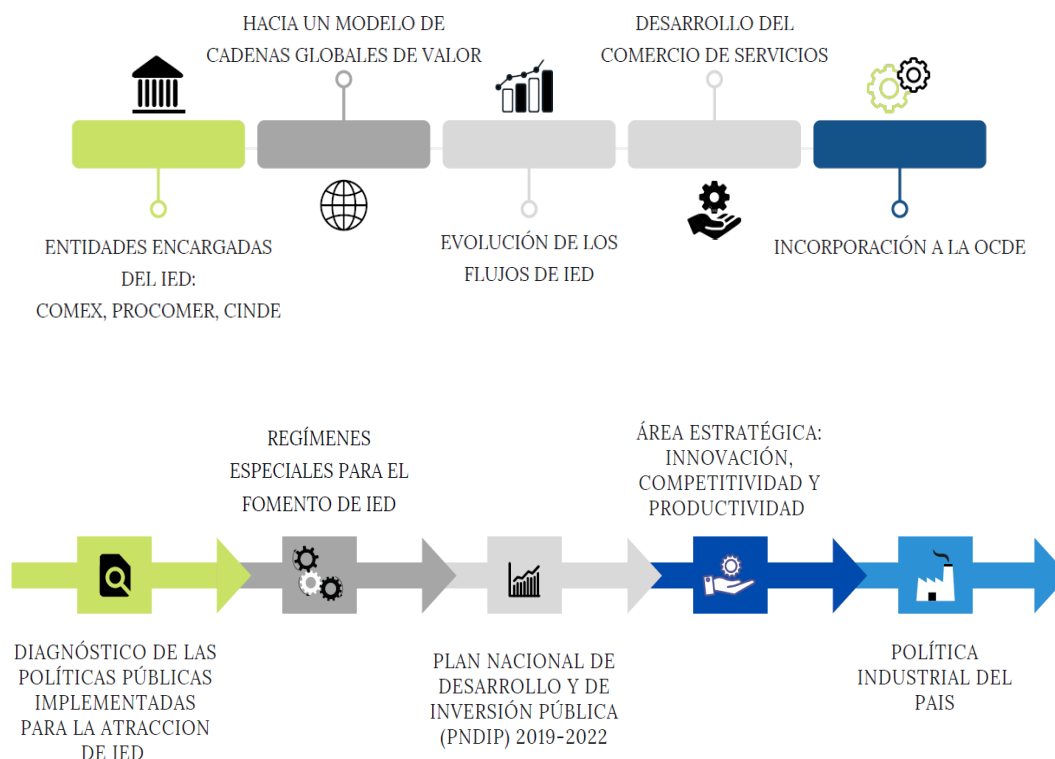 HACIA UN MODELO DE
CADENAS GLOBALES DE VALOR
DESARROLLO DEL
COMERCIO DE SERVICIOS
ENTIDADES ENCARGADAS
DEL IED:
COMEX, PROCOMER, CINDE
EVOLUCIÓN DE LOS
FLUJOS DE IED
INCORPORACIÓN A LA OCDE
REGÍMENES
ESPECIALES PARA EL
FOMENTO DE IED
ÁREA ESTRATÉGICA:
INNOVACIÓN,
COMPETITIVIDAD Y
PRODUCTIVIDAD
DIAGNÓSTICO DE LAS
POLÍTICAS PÚBLICAS
IMPLEMENTADAS
PARA LA ATRACCION
DE IED
PLAN NACIONAL DE
DESARROLLO Y DE
INVERSIÓN PÚBLICA
(PNDIP) 2019-2022
POLÍTICA
INDUSTRIAL DEL
PAIS